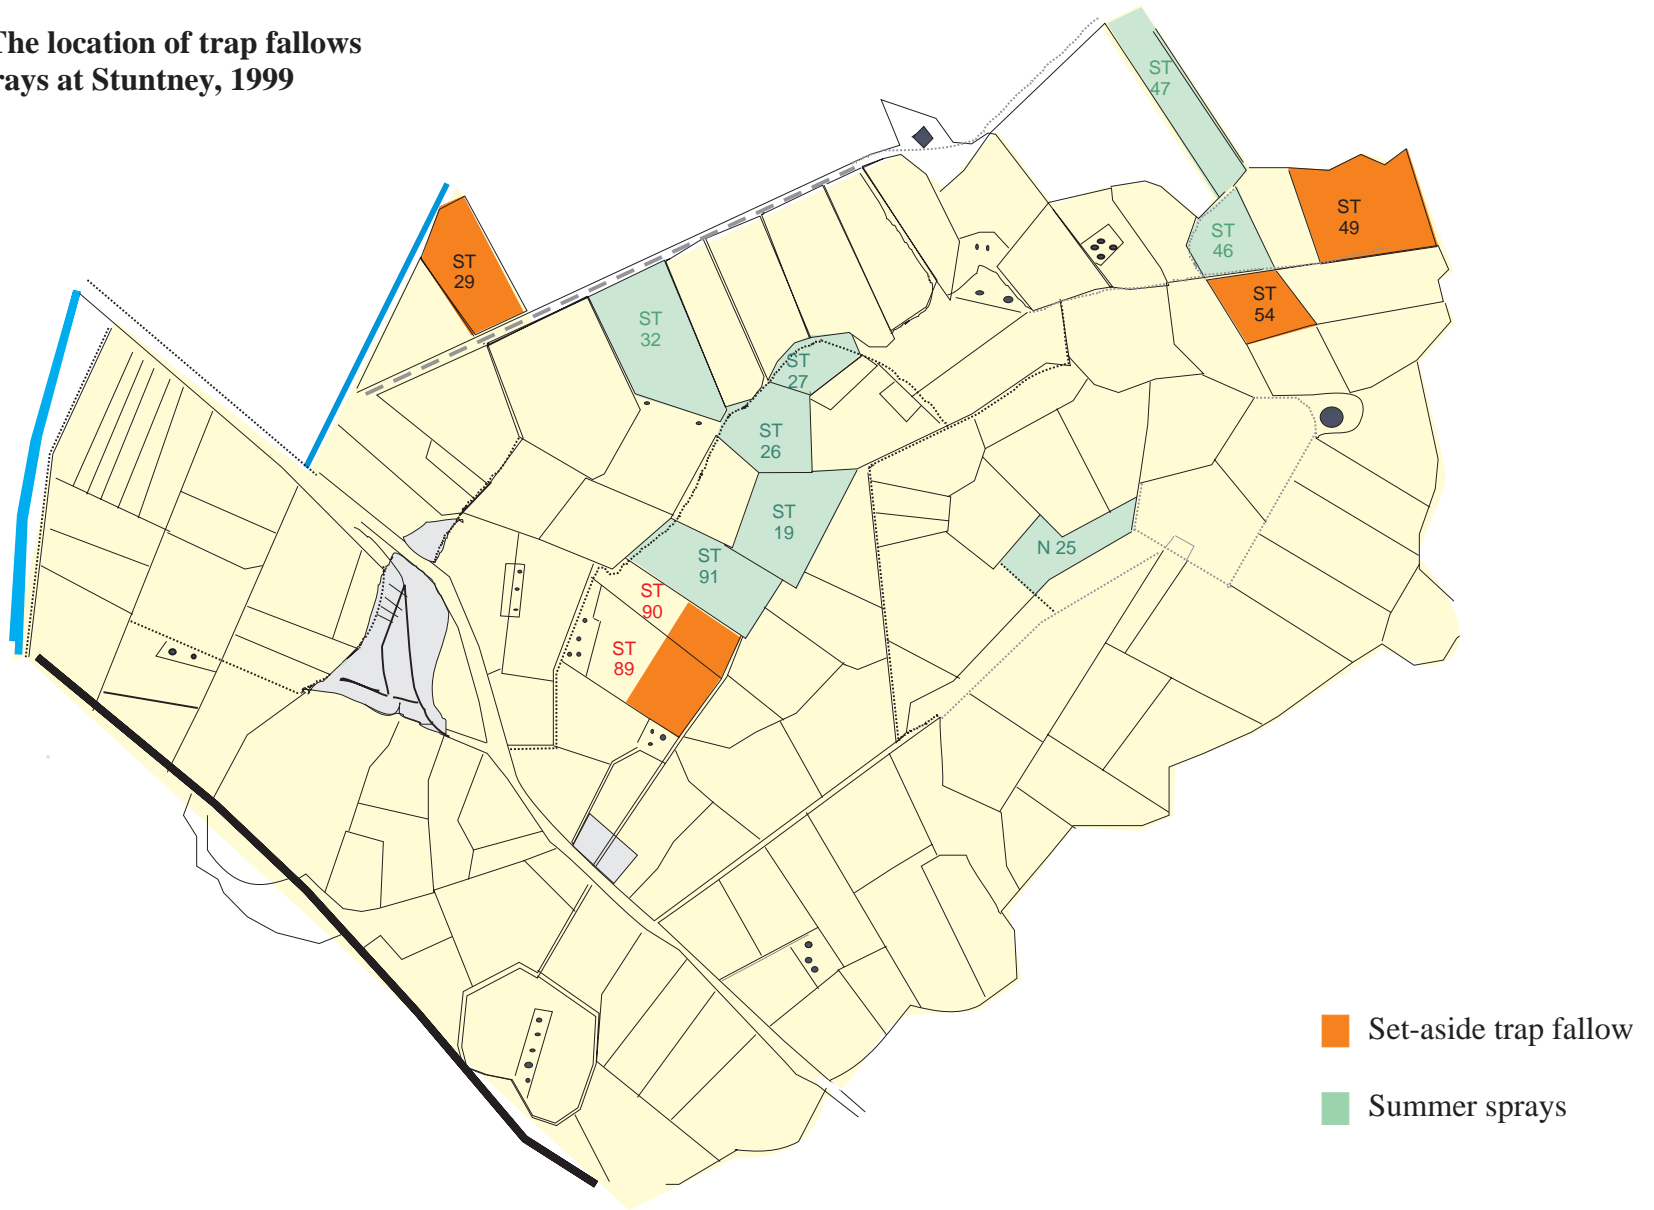 The location of trap fallows
rays at Stuntney, 1999
ST
47
ST
49
ST
46
ST
29
ST
54
ST
32
ST
27
ST
26
ST
19
N 25
ST
91
ST
90
ST
89
Set-aside trap fallow
Summer sprays